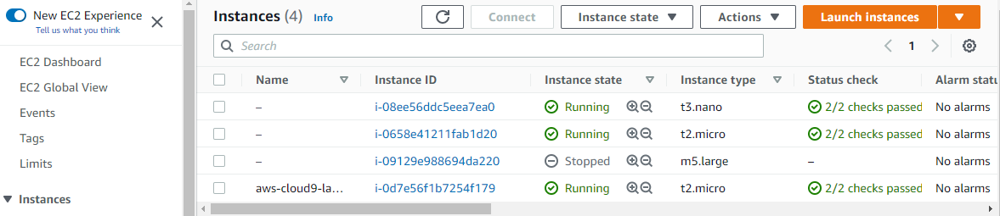 New EC2 Experience
Tell us what you think
EC2 Dashboard
EC2 Global View
Events
Tags
Limits
Instances
Instances (4) Info
Connect Instance state Actions Launch instances
Search
1
Name Instance ID Instance state Instance type Status check Alarm statu
– i-08ee56ddc5eea7ea0 Running t3.nano 2/2 checks passed No alarms
– i-0658e41211fab1d20 Running t2.micro 2/2 checks passed No alarms
– i-09129e988694da220 Stopped m5.large – No alarms
aws-cloud9-la… i-0d7e56f1b7254f179 Running t2.micro 2/2 checks passed No alarms